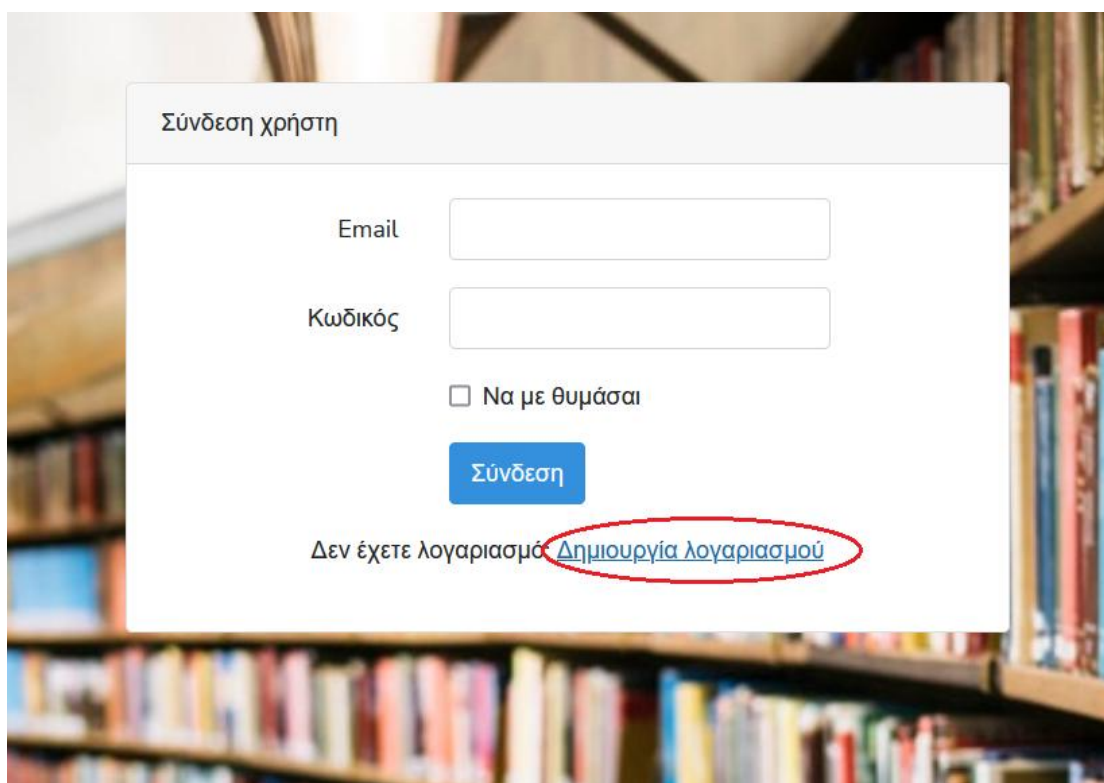 Σύνδεση χρήστη
Email
Κωδικός
Να με θυμάσαι
Σύνδεση
Δεν έχετε λογαριασμό; Δημιουργία λογαριασμού